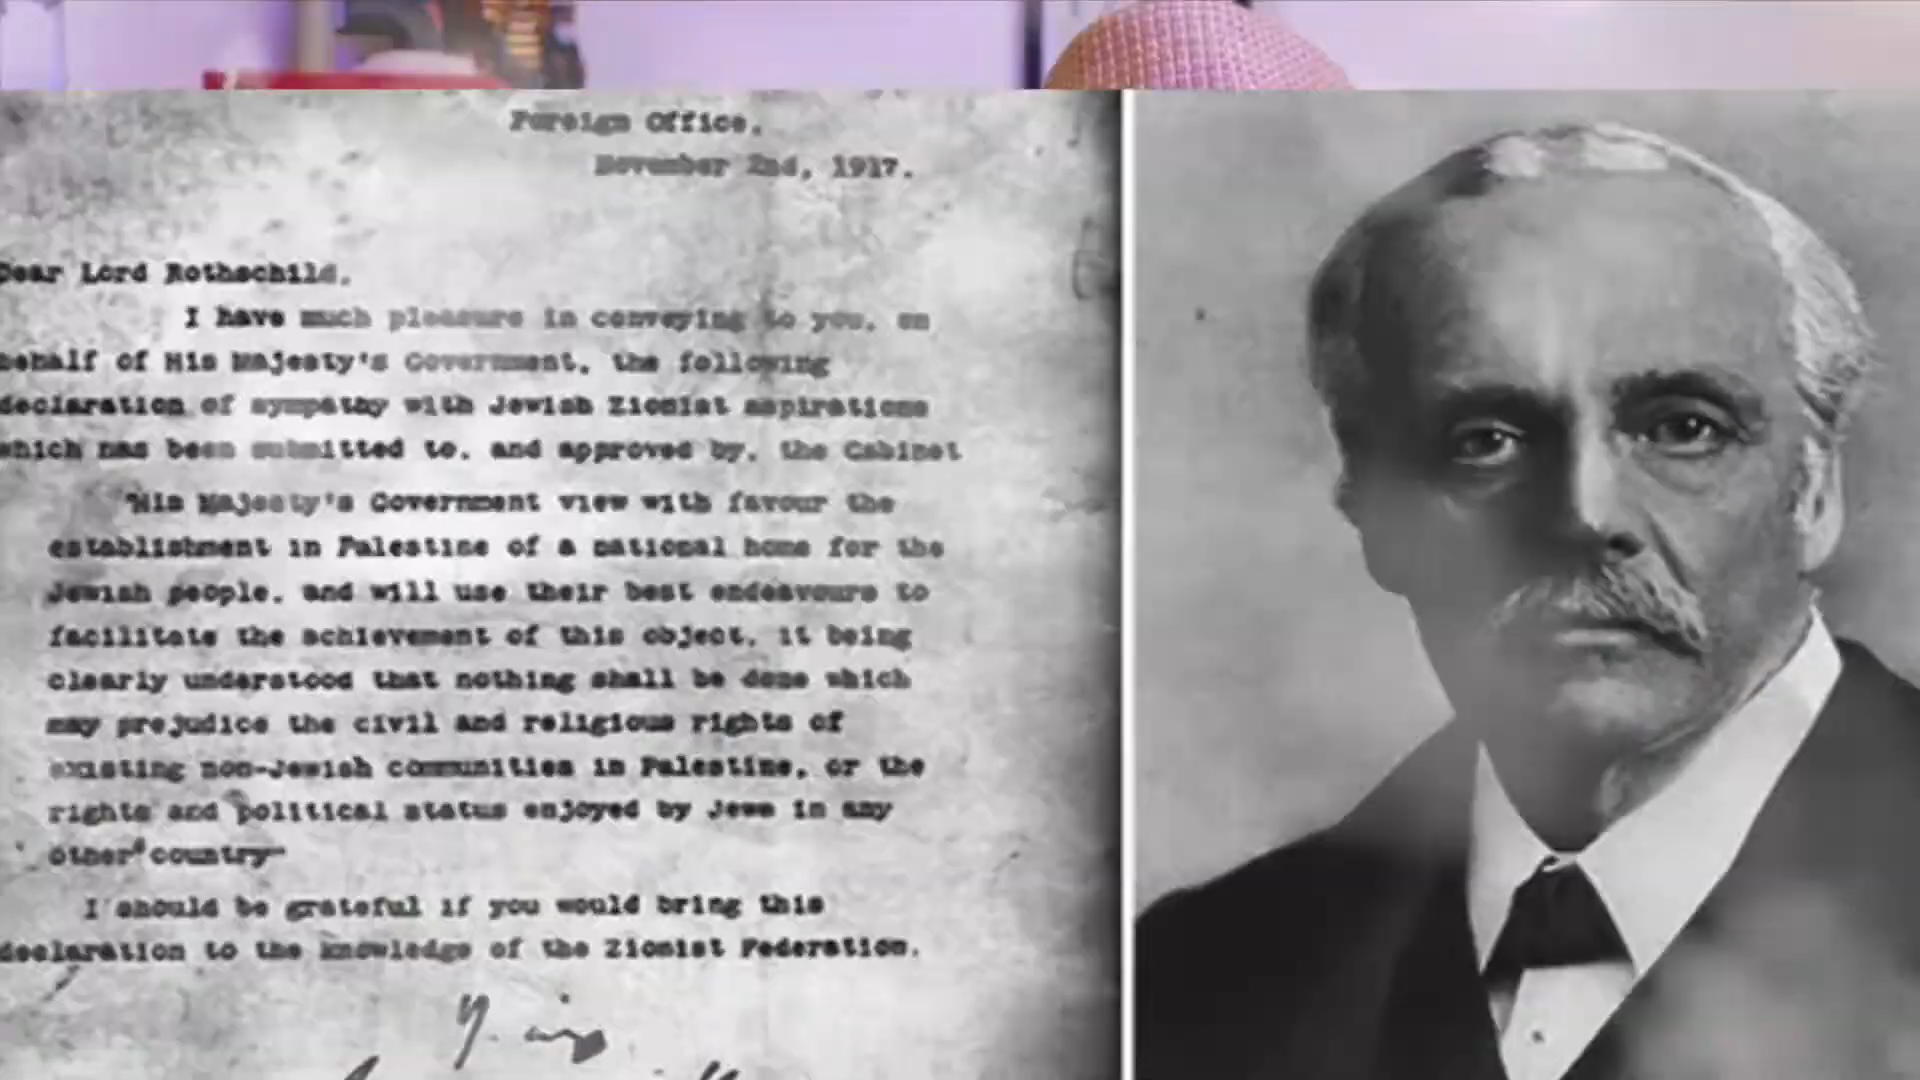 Foreign Office,
November 2nd, 1917.
Dear Lord Rothschild,
I have much pleasure in conveying to you, on
behalf of His Majesty's Government, the following
declaration of sympathy with Jewish Zionist aspirations
which has been submitted to, and approved by, the Cabinet
"His Majesty's Government view with favour the
establishment in Palestine of a national home for the
Jewish people, and will use their best endeavours to
facilitate the achievement of this object, it being
clearly understood that nothing shall be done which
may prejudice the civil and religious rights of
existing non-Jewish communities in Palestine, or the
rights and political status enjoyed by Jews in any
other country"
I should be grateful if you would bring this
declaration to the knowledge of the Zionist Federation.